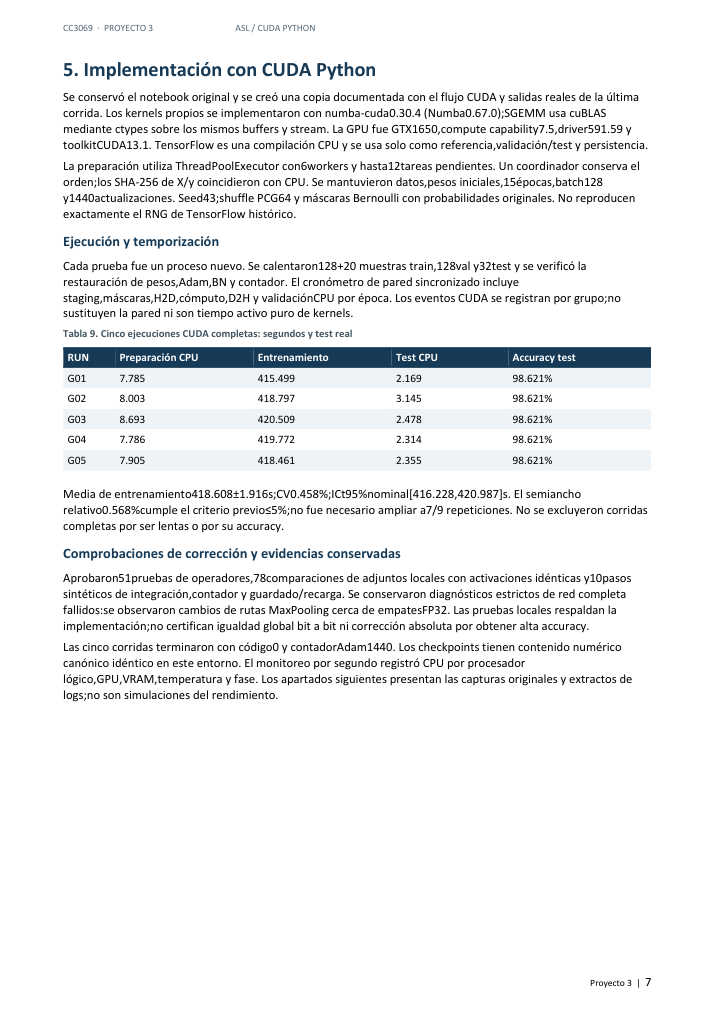 CC3069 · PROYECTO 3 ASL / CUDA PYTHON
5. Implementación con CUDA Python
Se conservó el notebook original y se creó una copia documentada con el flujo CUDA y salidas reales de la última
corrida. Los kernels propios se implementaron con numba-cuda0.30.4 (Numba0.67.0);SGEMM usa cuBLAS
mediante ctypes sobre los mismos buffers y stream. La GPU fue GTX1650,compute capability7.5,driver591.59 y
toolkitCUDA13.1. TensorFlow es una compilación CPU y se usa solo como referencia,validación/test y persistencia.
La preparación utiliza ThreadPoolExecutor con6workers y hasta12tareas pendientes. Un coordinador conserva el
orden;los SHA-256 de X/y coincidieron con CPU. Se mantuvieron datos,pesos iniciales,15épocas,batch128
y1440actualizaciones. Seed43;shuffle PCG64 y máscaras Bernoulli con probabilidades originales. No reproducen
exactamente el RNG de TensorFlow histórico.
Ejecución y temporización
Cada prueba fue un proceso nuevo. Se calentaron128+20 muestras train,128val y32test y se verificó la
restauración de pesos,Adam,BN y contador. El cronómetro de pared sincronizado incluye
staging,máscaras,H2D,cómputo,D2H y validaciónCPU por época. Los eventos CUDA se registran por grupo;no
sustituyen la pared ni son tiempo activo puro de kernels.
Tabla 9. Cinco ejecuciones CUDA completas: segundos y test real
RUN Preparación CPU Entrenamiento Test CPU Accuracy test
G01 7.785 415.499 2.169 98.621%
G02 8.003 418.797 3.145 98.621%
G03 8.693 420.509 2.478 98.621%
G04 7.786 419.772 2.314 98.621%
G05 7.905 418.461 2.355 98.621%
Media de entrenamiento418.608±1.916s;CV0.458%;ICt95%nominal[416.228,420.987]s. El semiancho
relativo0.568%cumple el criterio previo≤5%;no fue necesario ampliar a7/9 repeticiones. No se excluyeron corridas
completas por ser lentas o por su accuracy.
Comprobaciones de corrección y evidencias conservadas
Aprobaron51pruebas de operadores,78comparaciones de adjuntos locales con activaciones idénticas y10pasos
sintéticos de integración,contador y guardado/recarga. Se conservaron diagnósticos estrictos de red completa
fallidos:se observaron cambios de rutas MaxPooling cerca de empatesFP32. Las pruebas locales respaldan la
implementación;no certifican igualdad global bit a bit ni corrección absoluta por obtener alta accuracy.
Las cinco corridas terminaron con código0 y contadorAdam1440. Los checkpoints tienen contenido numérico
canónico idéntico en este entorno. El monitoreo por segundo registró CPU por procesador
lógico,GPU,VRAM,temperatura y fase. Los apartados siguientes presentan las capturas originales y extractos de
logs;no son simulaciones del rendimiento.
Proyecto 3 | 7